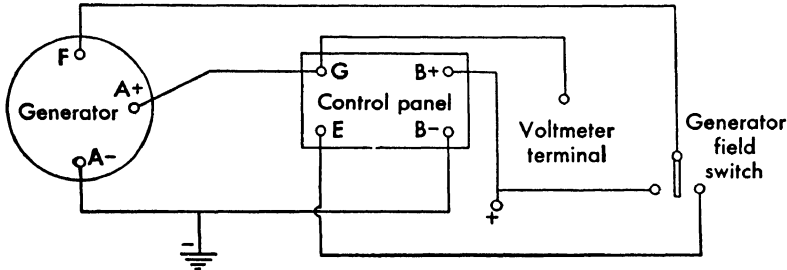 F
A+
Generator
A-
G
B+
Control panel
E
B-
Voltmeter
terminal
Generator
field
switch
+
-